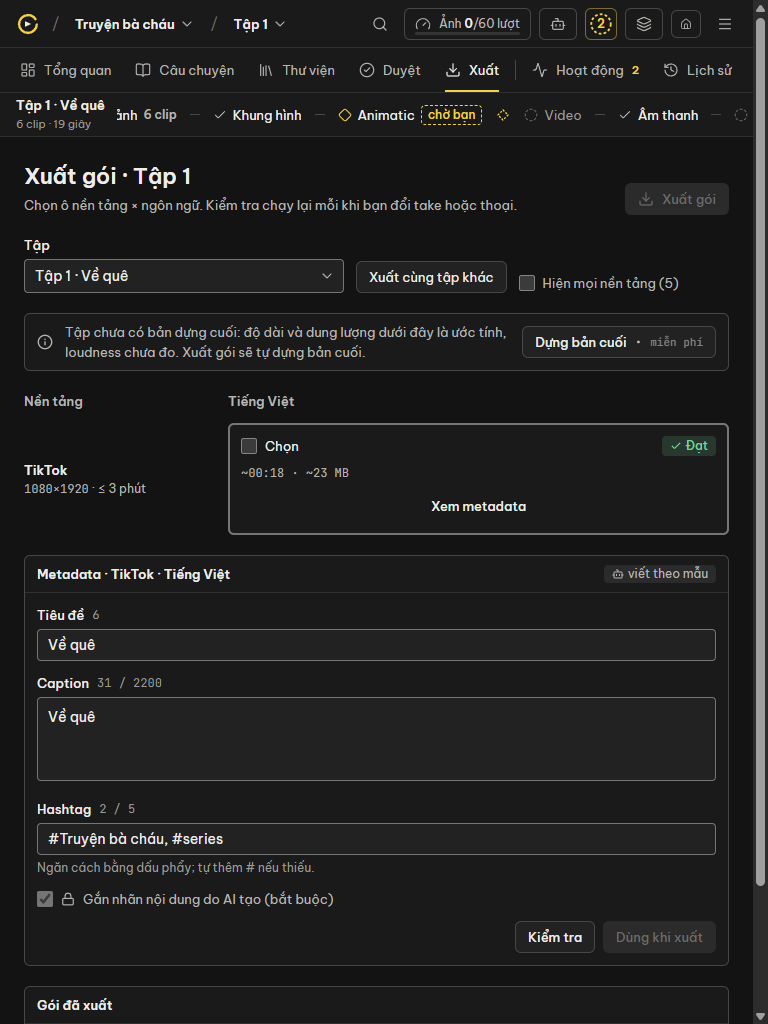 / Truyện bà cháu / Tập 1
Ảnh 0/60 lượt
2
Tổng quan
Câu chuyện
Thư viện
Duyệt
Xuất
Hoạt động 2
Lịch sử
Tập 1 · Về quê
6 clip · 19 giây
ảnh 6 clip — Khung hình — Animatic chờ bạn Video — Âm thanh —
Xuất gói · Tập 1
Chọn ô nền tảng × ngôn ngữ. Kiểm tra chạy lại mỗi khi bạn đổi take hoặc thoại.
Xuất gói
Tập
Tập 1 · Về quê
Xuất cùng tập khác
Hiện mọi nền tảng (5)
Tập chưa có bản dựng cuối: độ dài và dung lượng dưới đây là ước tính,
loudness chưa đo. Xuất gói sẽ tự dựng bản cuối.
Dựng bản cuối · miễn phí
Nền tảng
Tiếng Việt
TikTok
1080×1920 · ≤ 3 phút
Chọn
Đạt
~00:18 · ~23 MB
Xem metadata
Metadata · TikTok · Tiếng Việt
viết theo mẫu
Tiêu đề 6
Về quê
Caption 31 / 2200
Về quê
Hashtag 2 / 5
#Truyện bà cháu, #series
Ngăn cách bằng dấu phẩy; tự thêm # nếu thiếu.
Gắn nhãn nội dung do AI tạo (bắt buộc)
Kiểm tra
Dùng khi xuất
Gói đã xuất